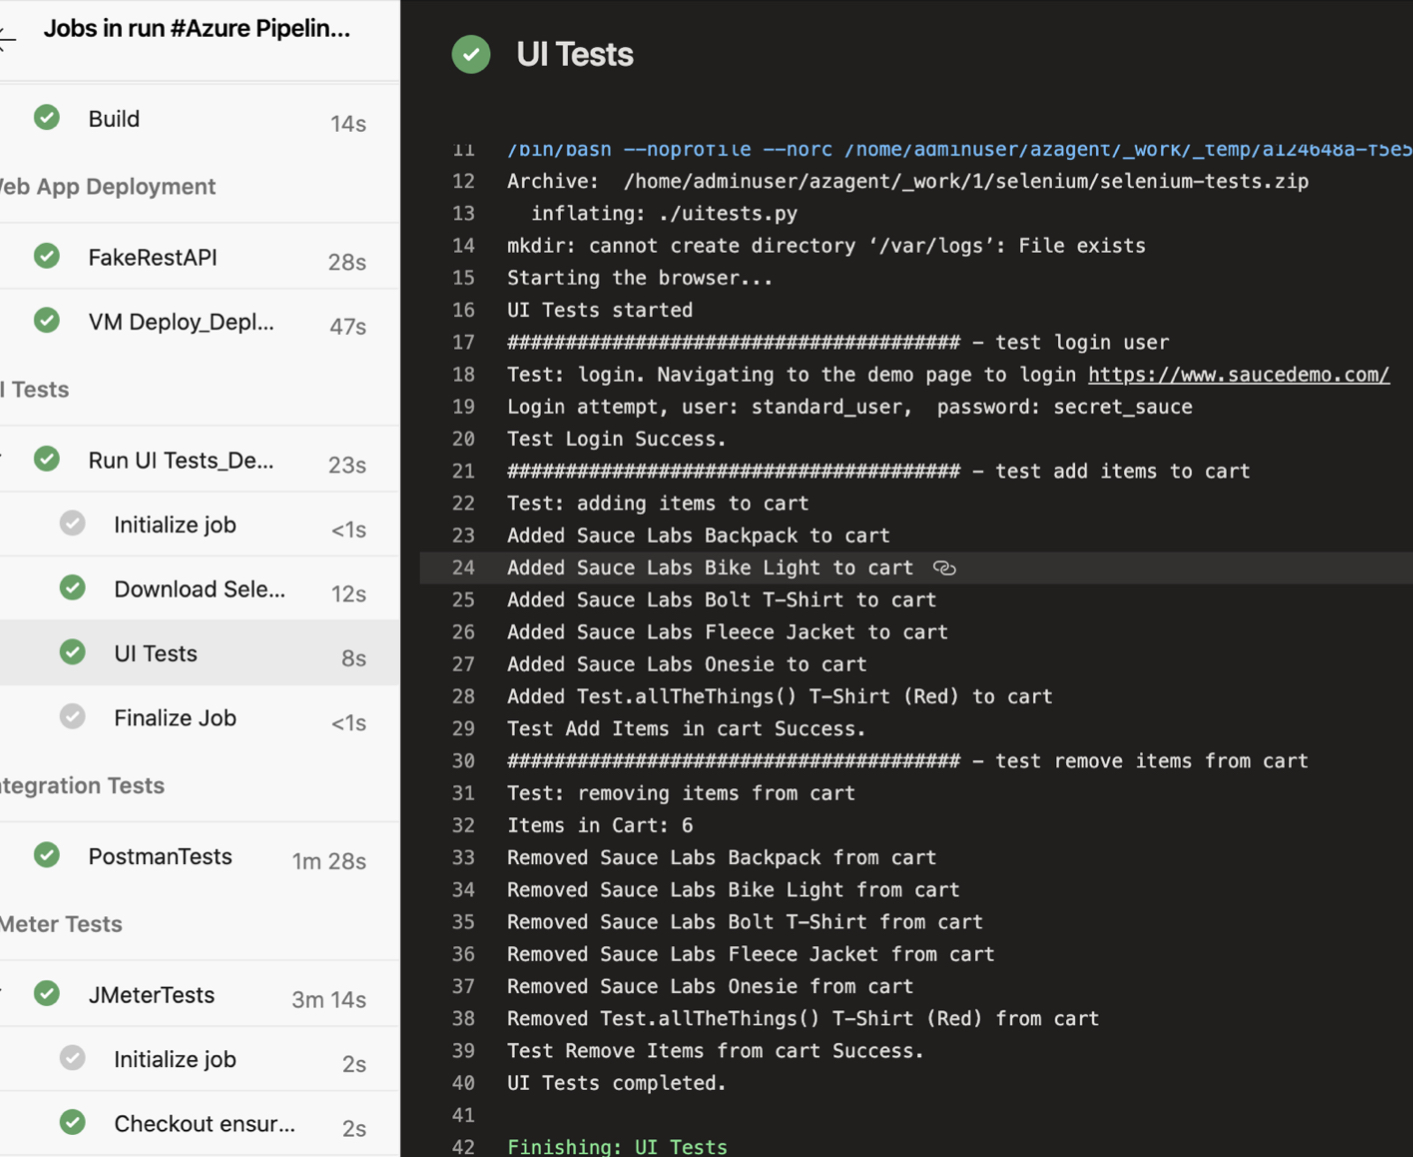 Jobs in run #Azure Pipelin...
Build 14s
eb App Deployment
FakeRestAPI 28s
VM Deploy_Depl... 47s
I Tests
Run UI Tests_De... 23s
Initialize job <1s
Download Sele... 12s
UI Tests 8s
Finalize Job <1s
tegration Tests
PostmanTests 1m 28s
Meter Tests
JMeterTests 3m 14s
Initialize job 2s
Checkout ensur... 2s
UI Tests
11 /bin/bash --noprofile --norc /home/adminuser/azagent/_work/_temp/a124648a-f5e5
12 Archive:  /home/adminuser/azagent/_work/1/selenium/selenium-tests.zip
13   inflating: ./uitests.py
14 mkdir: cannot create directory ‘/var/logs’: File exists
15 Starting the browser...
16 UI Tests started
17 ####################################### - test login user
18 Test: login. Navigating to the demo page to login https://www.saucedemo.com/
19 Login attempt, user: standard_user,  password: secret_sauce
20 Test Login Success.
21 ####################################### - test add items to cart
22 Test: adding items to cart
23 Added Sauce Labs Backpack to cart
24 Added Sauce Labs Bike Light to cart
25 Added Sauce Labs Bolt T-Shirt to cart
26 Added Sauce Labs Fleece Jacket to cart
27 Added Sauce Labs Onesie to cart
28 Added Test.allTheThings() T-Shirt (Red) to cart
29 Test Add Items in cart Success.
30 ####################################### - test remove items from cart
31 Test: removing items from cart
32 Items in Cart: 6
33 Removed Sauce Labs Backpack from cart
34 Removed Sauce Labs Bike Light from cart
35 Removed Sauce Labs Bolt T-Shirt from cart
36 Removed Sauce Labs Fleece Jacket from cart
37 Removed Sauce Labs Onesie from cart
38 Removed Test.allTheThings() T-Shirt (Red) from cart
39 Test Remove Items from cart Success.
40 UI Tests completed.
41
42 Finishing: UI Tests